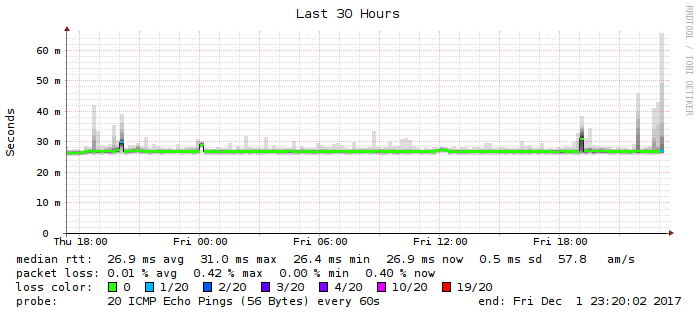 Last 30 Hours
RRDTOOL / TOBI OETIKER
Seconds
60 m
50 m
40 m
30 m
20 m
10 m
0
Thu 18:00 Fri 00:00 Fri 06:00 Fri 12:00 Fri 18:00
median rtt: 26.9 ms avg 31.0 ms max 26.4 ms min 26.9 ms now 0.5 ms sd 57.8 am/s
packet loss: 0.01 % avg 0.42 % max 0.00 % min 0.40 % now
loss color: 0 1/20 2/20 3/20 4/20 10/20 19/20
probe: 20 ICMP Echo Pings (56 Bytes) every 60s end: Fri Dec 1 23:20:02 2017